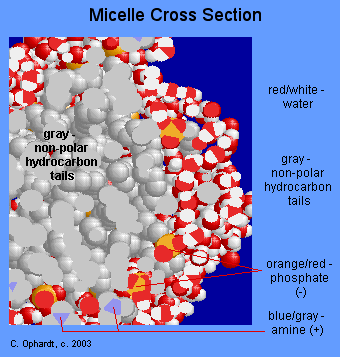 Micelle Cross Section
red/white -
water
gray -
non-polar
hydrocarbon
tails
gray -
non-polar
hydrocarbon
tails
orange/red -
phosphate
(-)
blue/gray -
amine (+)
C. Ophardt, c. 2003